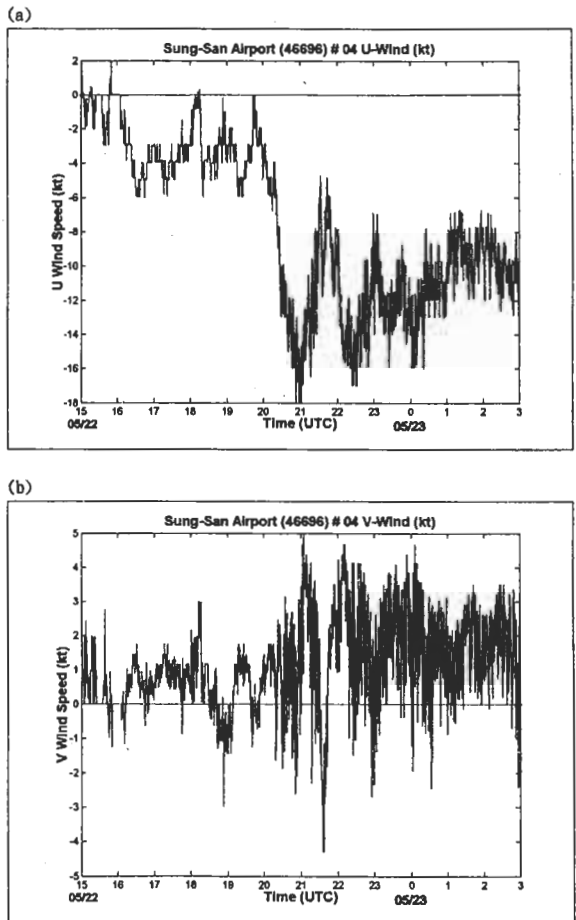 (a)
Sung-San Airport (46696) # 04 U-Wind (kt)
2
0
-2
-4
-6
-8
-10
-12
-14
-16
-18
U Wind Speed (kt)
15 16 17 18 19 20 21 22 23 0 1 2 3
05/22 Time (UTC) 05/23
(b)
Sung-San Airport (46696) # 04 V-Wind (kt)
5
4
3
2
1
0
-1
-2
-3
-4
-5
V Wind Speed (kt)
15 16 17 18 19 20 21 22 23 0 1 2 3
05/22 Time (UTC) 05/23